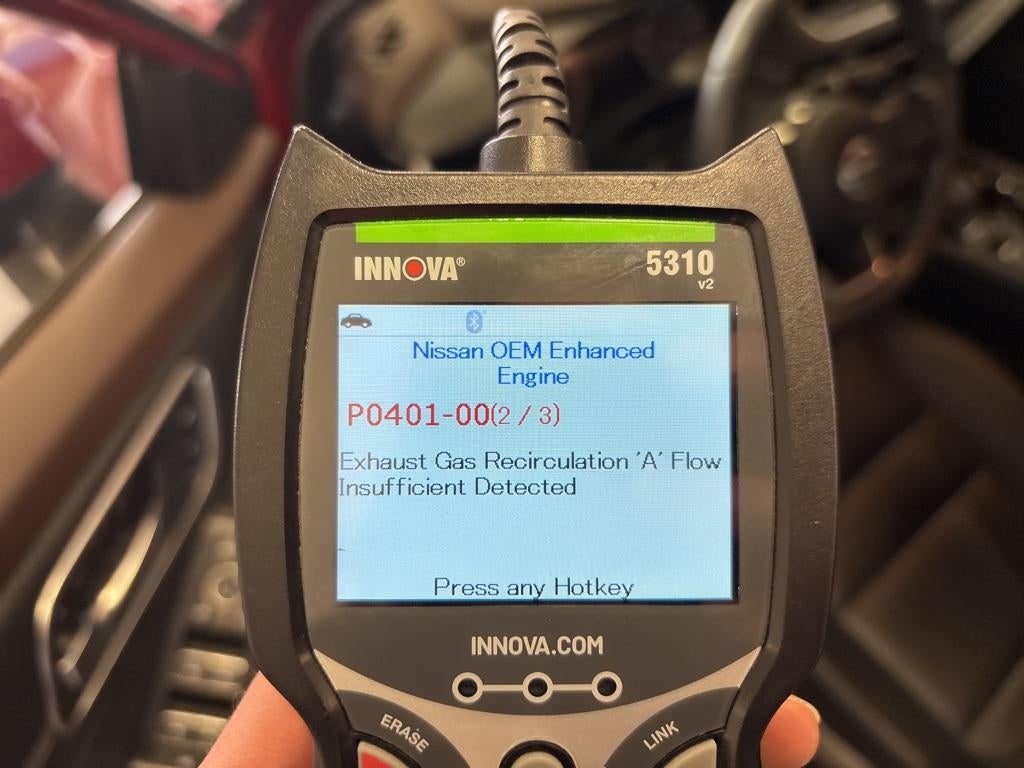 INNOVA®
5310
v2
Nissan OEM Enhanced
Engine
P0401-00(2 / 3)
Exhaust Gas Recirculation 'A' Flow
Insufficient Detected
Press any Hotkey
INNOVA.COM
ERASE
LINK